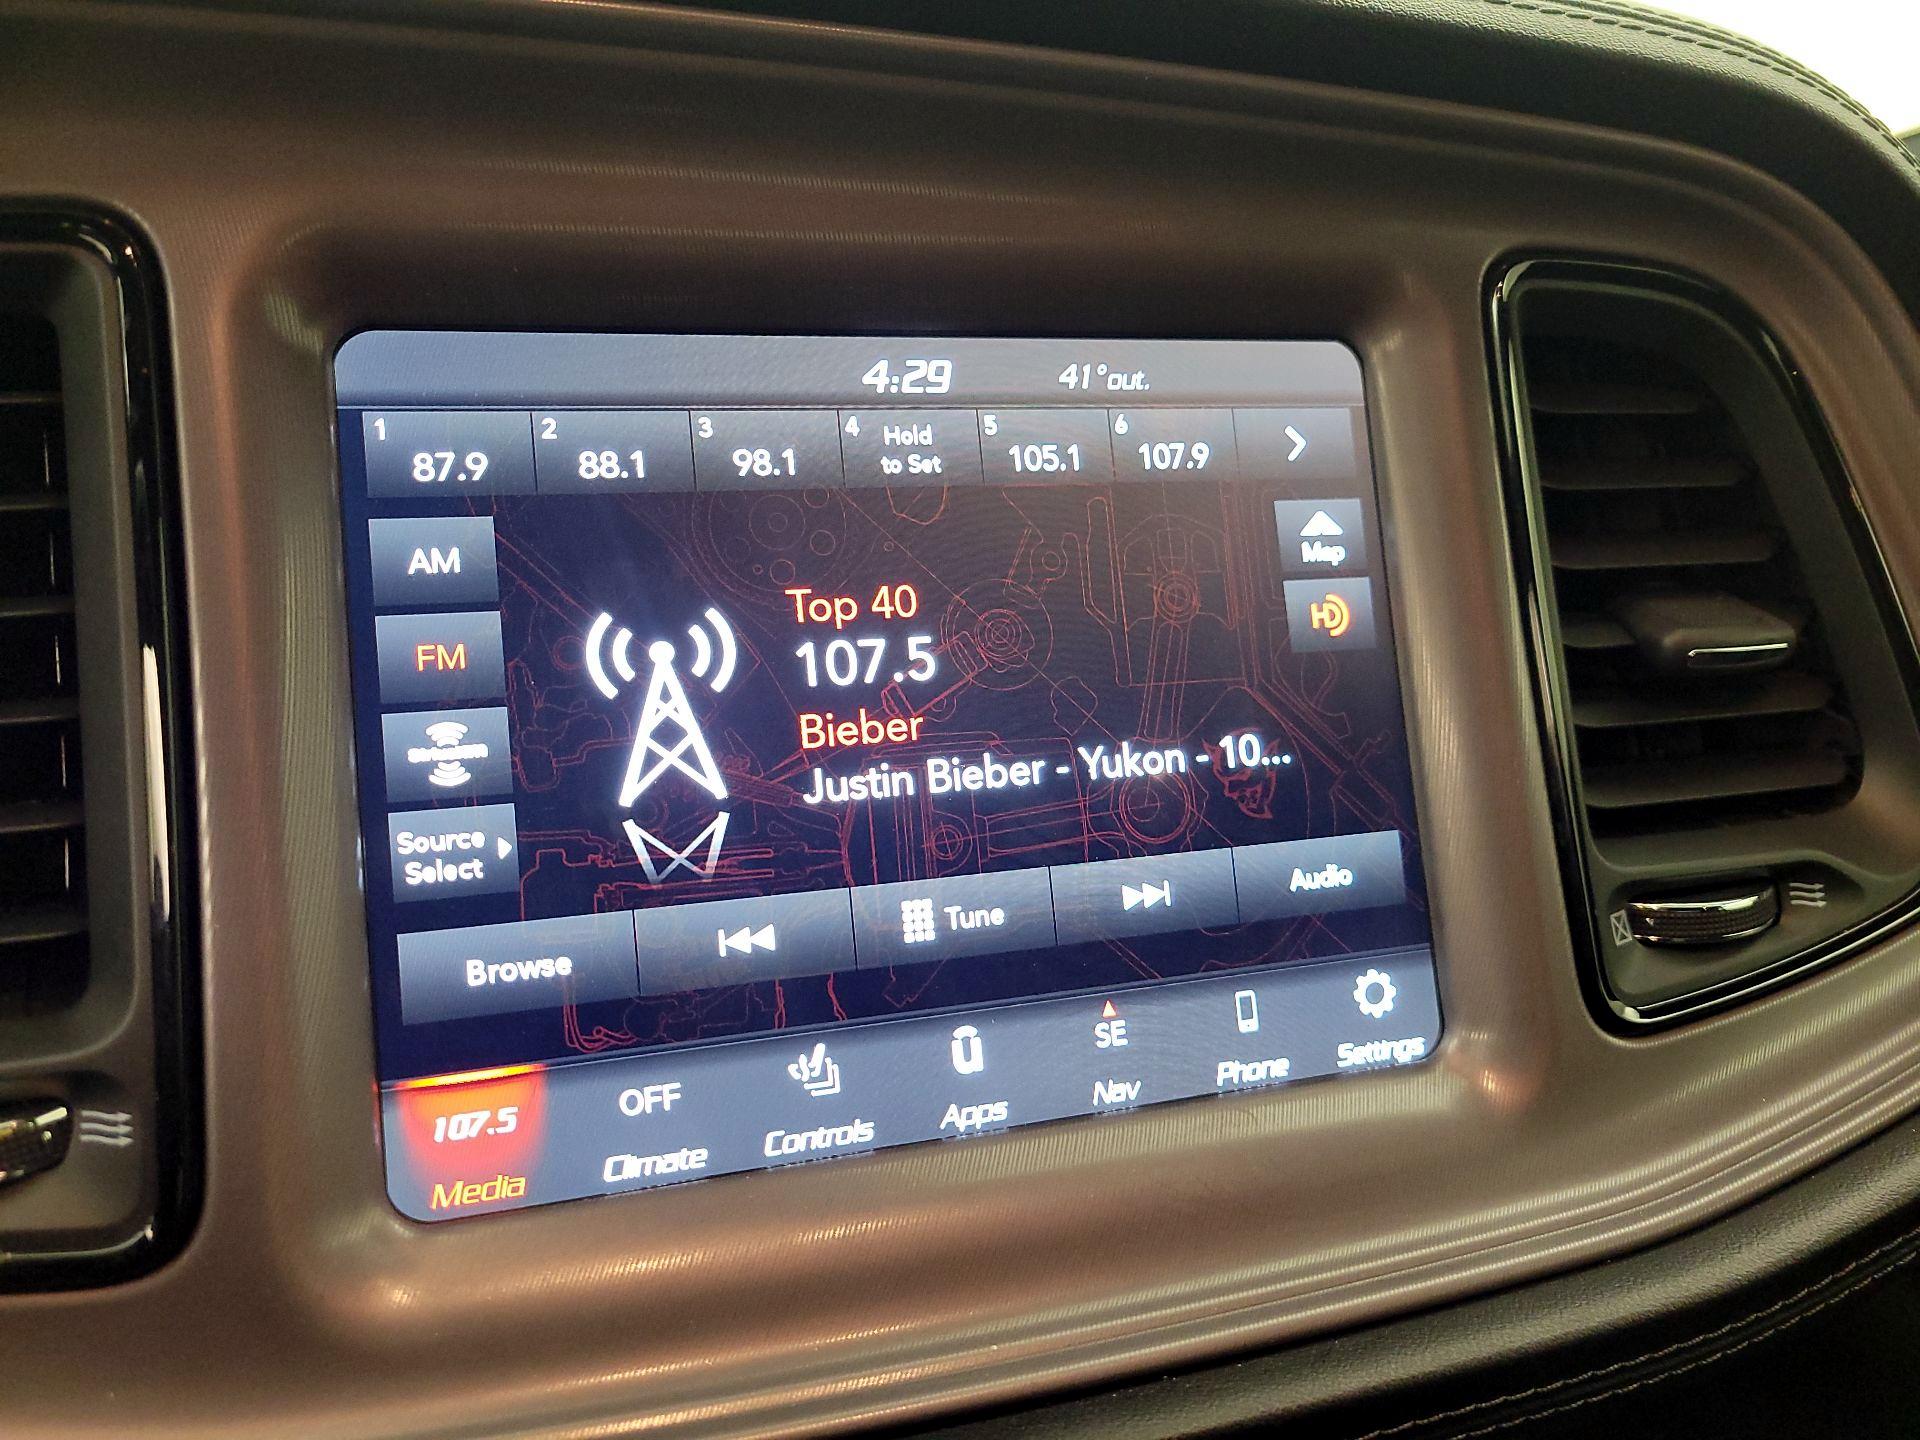 4:29 41°out.
1 2 3 4 Hold 5 6
87.9 88.1 98.1 to Set 105.1 107.9
AM
Map
FM
HD
Top 40
107.5
Bieber
Justin Bieber - Yukon - 10...
Source
Select
Browse Tune Audio
107.5 OFF SE
Media Climate Controls Apps Nav Phone Settings